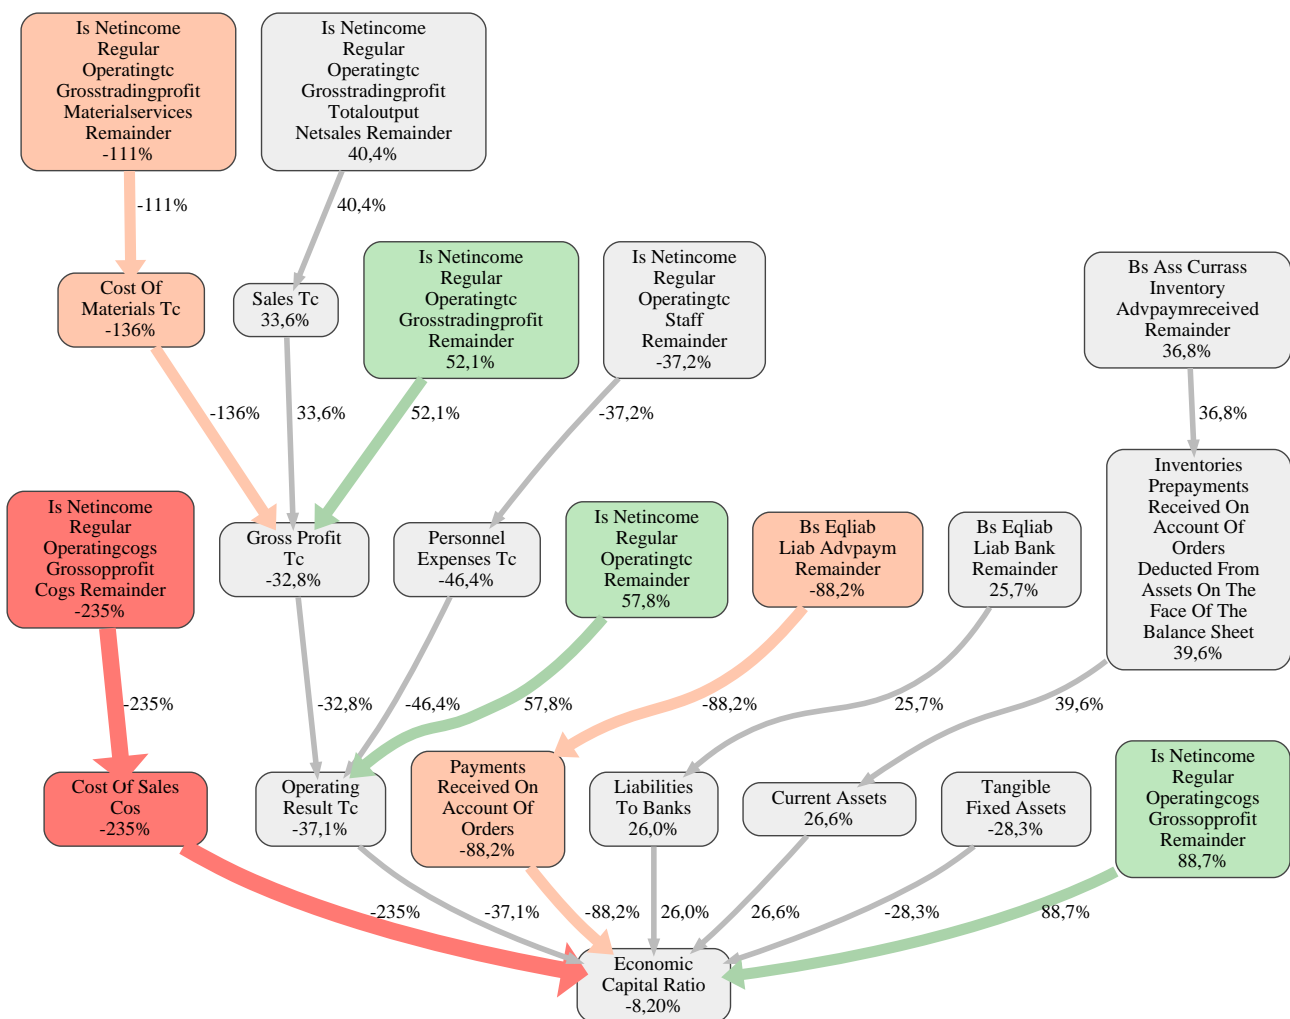 Is Netincome
Regular
Operatingtc
Grosstradingprofit
Materialservices
Remainder
-111%
Is Netincome
Regular
Operatingtc
Grosstradingprofit
Totaloutput
Netsales Remainder
40,4%
-111%
40,4%
Cost Of
Materials Tc
-136%
Sales Tc
33,6%
Is Netincome
Regular
Operatingtc
Grosstradingprofit
Remainder
52,1%
Is Netincome
Regular
Operatingtc
Staff
Remainder
-37,2%
Bs Ass Currass
Inventory
Advpaymreceived
Remainder
36,8%
-136%
33,6%
52,1%
-37,2%
36,8%
Is Netincome
Regular
Operatingcogs
Grossopprofit
Cogs Remainder
-235%
Gross Profit
Tc
-32,8%
Personnel
Expenses Tc
-46,4%
Is Netincome
Regular
Operatingtc
Remainder
57,8%
Bs Eqliab
Liab Advpaym
Remainder
-88,2%
Bs Eqliab
Liab Bank
Remainder
25,7%
Inventories
Prepayments
Received On
Account Of
Orders
Deducted From
Assets On The
Face Of The
Balance Sheet
39,6%
-235%
-32,8%
-46,4%
57,8%
-88,2%
25,7%
39,6%
Cost Of Sales
Cos
-235%
Operating
Result Tc
-37,1%
Payments
Received On
Account Of
Orders
-88,2%
Liabilities
To Banks
26,0%
Current Assets
26,6%
Tangible
Fixed Assets
-28,3%
Is Netincome
Regular
Operatingcogs
Grossopprofit
Remainder
88,7%
-235%
-37,1%
-88,2%
26,0%
26,6%
-28,3%
88,7%
Economic
Capital Ratio
-8,20%